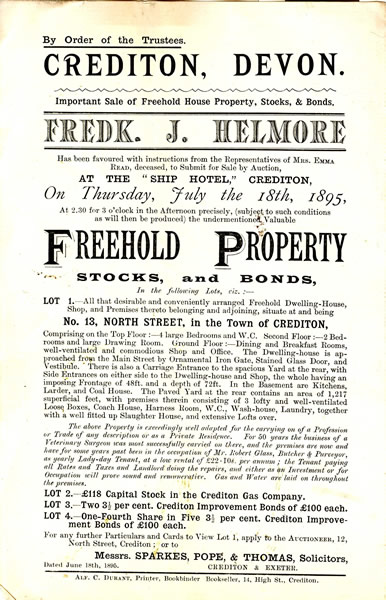 By Order of the Trustees.
CREDITON, DEVON.
Important Sale of Freehold House Property, Stocks, & Bonds,
FREDK. J. HELMORE
Has been favoured with instructions from the Representatives of MRS. EMMA
READ, deceased, to Submit for Sale by Auction,
AT THE "SHIP HOTEL," CREDITON,
On Thursday, July the 18th, 1895,
At 2.30 for 3 o'clock in the Afternoon precisely, (subject to such conditions
as will then be produced) the undermentioned Valuable
FREEHOLD PROPERTY
STOCKS, and BONDS,
In the following Lots, viz. :—
LOT 1.—All that desirable and conveniently arranged Freehold Dwelling-House,
Shop, and Premises thereto belonging and adjoining, situate at and being
No. 13, NORTH STREET, in the Town of CREDITON,
Comprising on the Top Floor :—4 large Bedrooms and W.C. Second Floor :—2 Bed-
rooms and large Drawing Room. Ground Floor :—Dining and Breakfast Rooms,
well-ventilated and commodious Shop and Office. The Dwelling-house is ap-
proached from the Main Street by Ornamental Iron Gate, Stained Glass Door, and
Vestibule. There is also a Carriage Entrance to the spacious Yard at the rear, with
Side Entrances on either side to the Dwelling-house and Shop, the whole having an
imposing Frontage of 48ft. and a depth of 72ft. In the Basement are Kitchens,
Larder, and Coal House. The Paved Yard at the rear contains an area of 1,217
superficial feet, with premises therein consisting of 3 lofty and well-ventilated
Loose Boxes, Coach House, Harness Room, W.C., Wash-house, Laundry, together
with a well fitted up Slaughter House, and extensive Lofts over.
The above Property is exceedingly well adapted for the carrying on of a Profession
or Trade of any description or as a Private Residence. For 50 years the business of a
Veterinary Surgeon was most successfully carried on there, and the premises are now and
have for some years past been in the occupation of Mr. Robert Glass, Butcher & Purveyor,
as yearly Lady-day Tenant, at a low rental of £22 : 10s. per annum ; the Tenant paying
all Rates and Taxes and Landlord doing the repairs, and either as an Investment or for
Occupation will prove sound and remunerative. Gas and Water are laid on throughout
the premises.
LOT 2.—£118 Capital Stock in the Crediton Gas Company.
LOT 3.—Two 3½ per cent. Crediton Improvement Bonds of £100 each.
LOT 4.—One-Fourth Share in Five 3½ per cent. Crediton Improve-
ment Bonds of £100 each.
For any further Particulars and Cards to View Lot 1, apply to the AUCTIONEER, 12,
North Street, Crediton ; or to
Messrs. SPARKES, POPE, & THOMAS, Solicitors,
Dated June 18th, 1895. CREDITON & EXETER.
ALF. C. DURANT, Printer, Bookbinder Bookseller, 14, High St., Crediton.